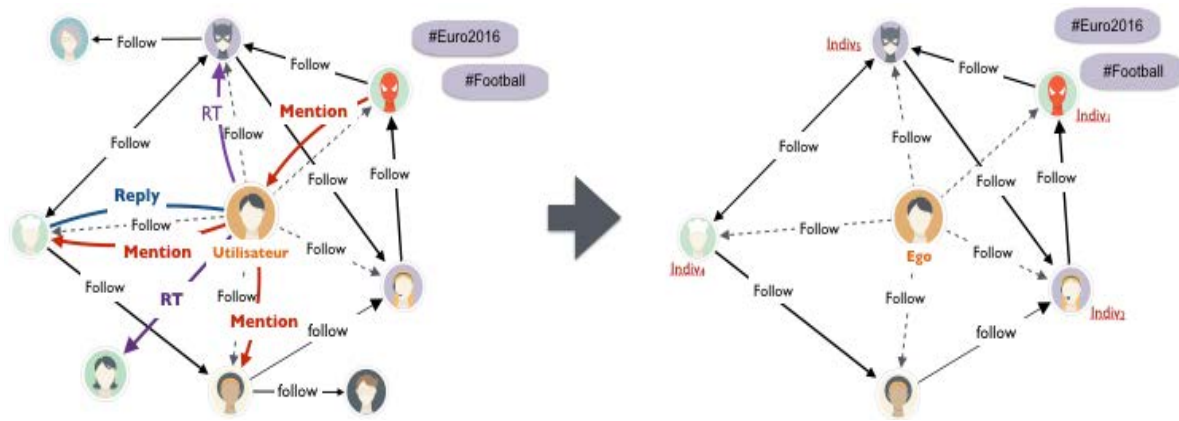 #Euro2016
Follow
Follow
#Football
RT
Mention
Follow
Follow
Follow
Follow
Reply
Follow
Mention
Utilisateur
Follow
Follow
RT
Follow
Mention
follow
follow
#Euro2016
Indiv5
Follow
#Football
Indiv1
Follow
Follow
Follow
Follow
Follow
Follow
Indiv4
Ego
Follow
Follow
Follow
Indiv2
follow